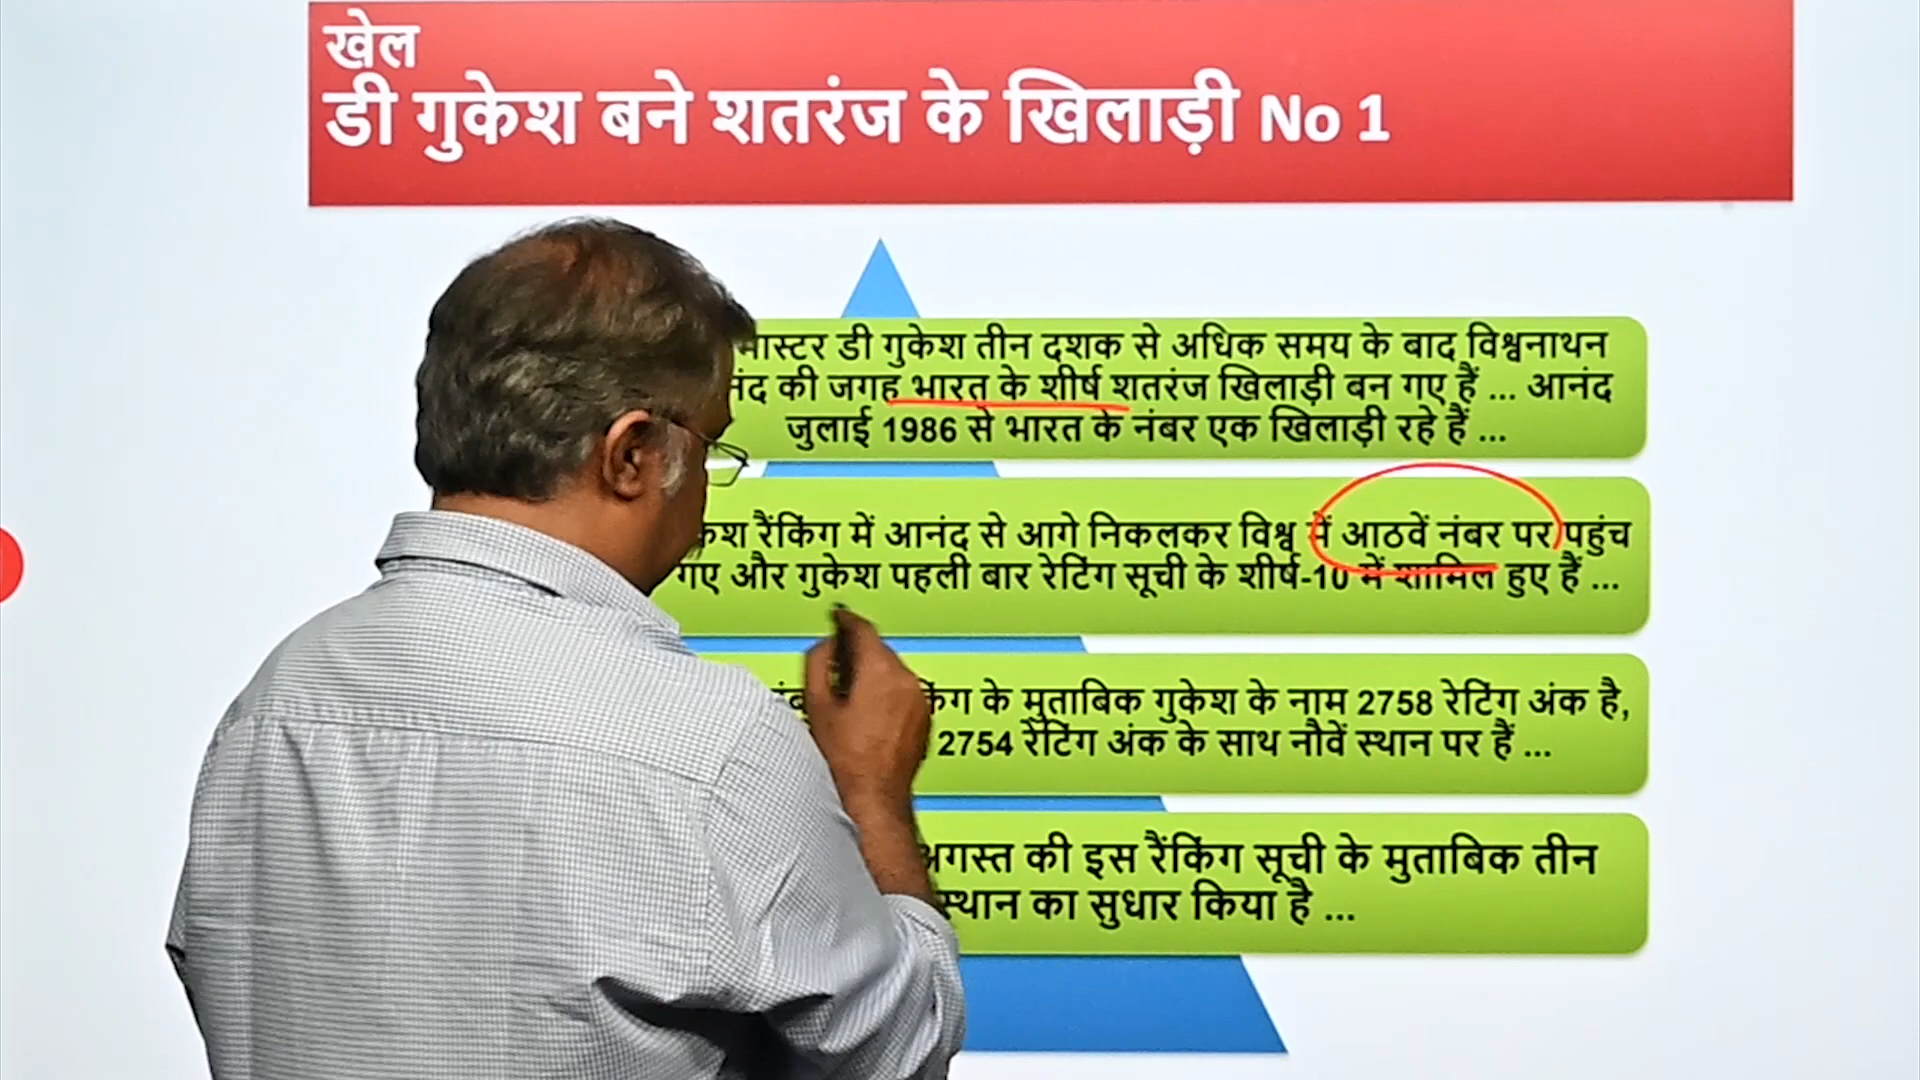 खेल
डी गुकेश बने शतरंज के खिलाड़ी No 1
डी गुकेश तीन दशक से अधिक समय के बाद विश्वनाथन
की जगह भारत के शीर्ष शतरंज खिलाड़ी बन गए हैं ... आनंद
जुलाई 1986 से भारत के नंबर एक खिलाड़ी रहे हैं ...
रैंकिंग में आनंद से आगे निकलकर विश्व में आठवें नंबर पर पहुंच
गए और गुकेश पहली बार रेटिंग सूची के शीर्ष-10 में शामिल हुए हैं ...
के मुताबिक गुकेश के नाम 2758 रेटिंग अंक है,
2754 रेटिंग अंक के साथ नौवें स्थान पर हैं ...
अगस्त की इस रैंकिंग सूची के मुताबिक तीन
स्थान का सुधार किया है ...